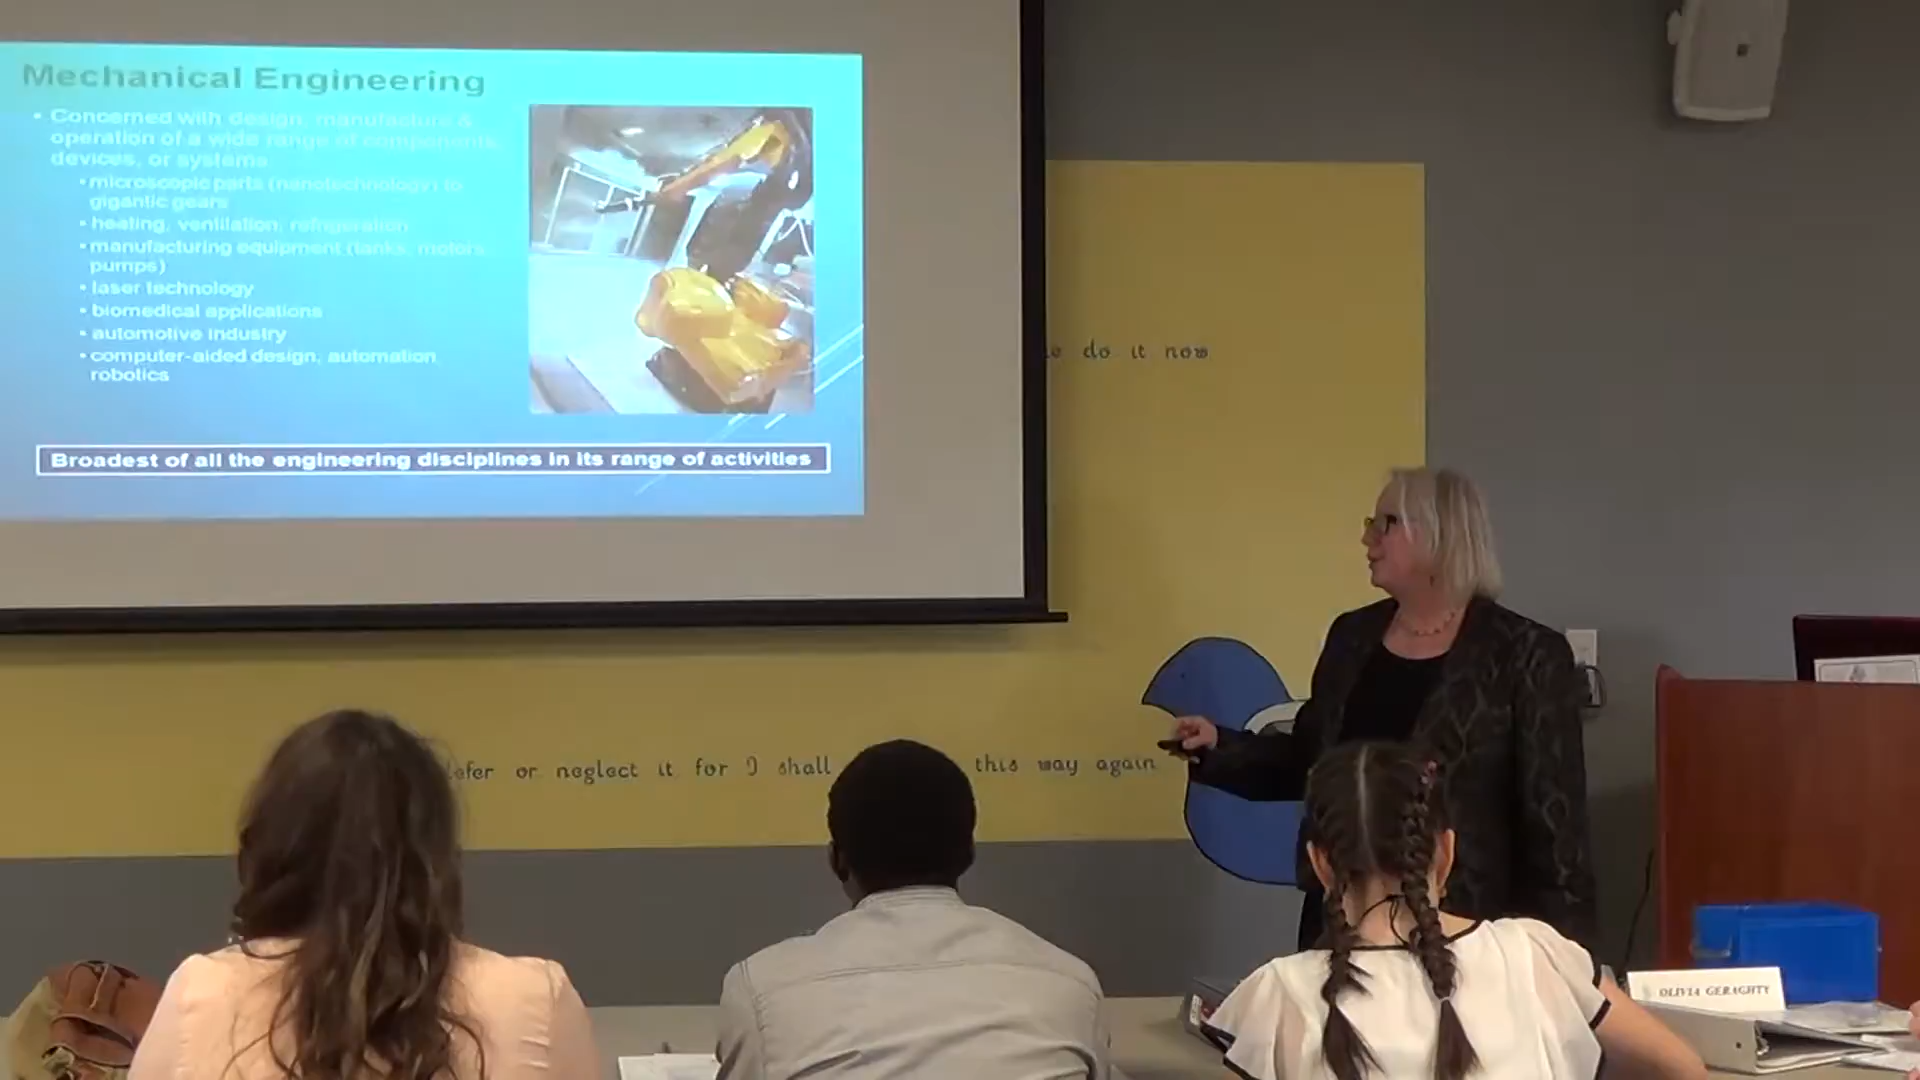 Mechanical Engineering
• Concerned with design, manufacture &
operation of a wide range of components,
devices, or systems
• microscopic parts (nanotechnology) to
gigantic gears
• heating, ventilation, refrigeration
• manufacturing equipment (tanks, motors,
pumps)
• laser technology
• biomedical applications
• automotive industry
• computer-aided design, automation
robotics
Broadest of all the engineering disciplines in its range of activities
do it now
or neglect it for I shall
this way again
OLIVIA GERAGHTY